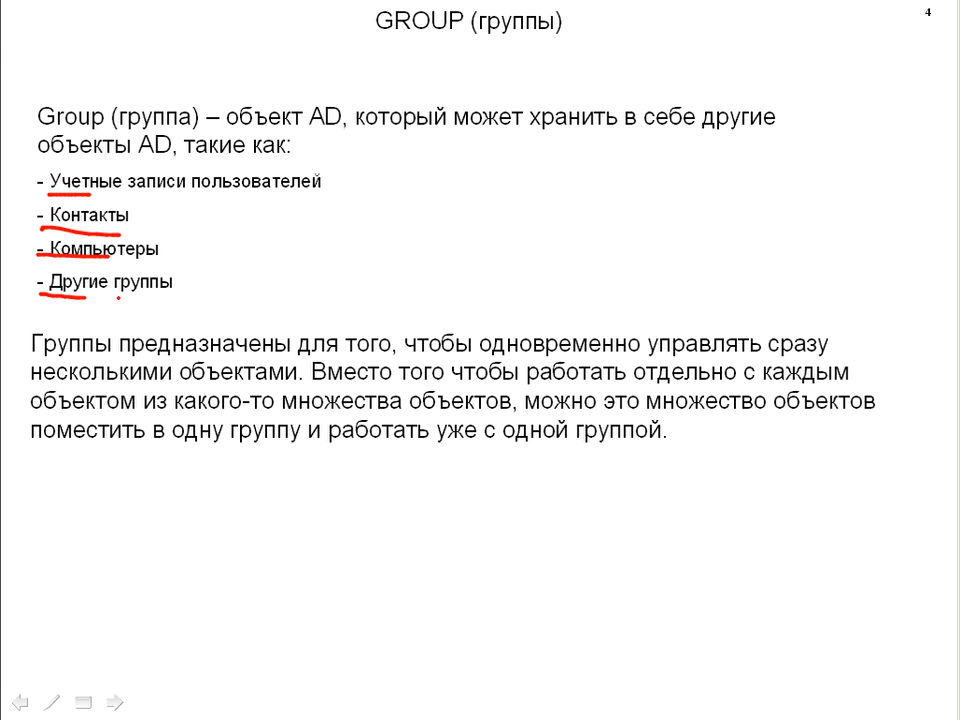 GROUP (группы)
4
Group (группа) – объект AD, который может хранить в себе другие
объекты AD, такие как:
- Учетные записи пользователей
- Контакты
- Компьютеры
- Другие группы
Группы предназначены для того, чтобы одновременно управлять сразу
несколькими объектами. Вместо того чтобы работать отдельно с каждым
объектом из какого-то множества объектов, можно это множество объектов
поместить в одну группу и работать уже с одной группой.